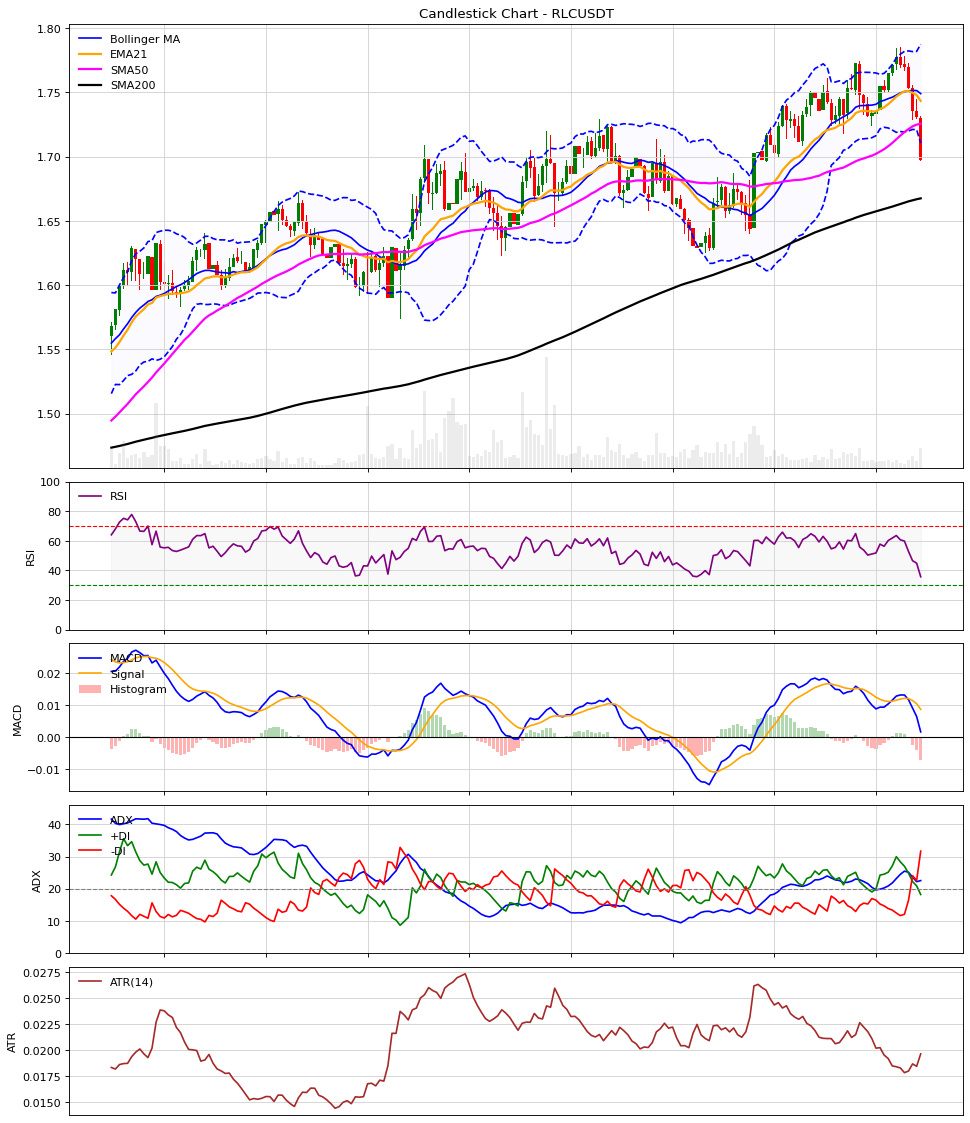 Candlestick Chart - RLCUSDT
1.80
1.75
1.70
1.65
1.60
1.55
1.50
Bollinger MA
EMA21
SMA50
SMA200
100
80
60
40
20
0
RSI
RSI
0.02
0.01
0.00
−0.01
MACD
MACD
Signal
Histogram
40
30
20
10
0
ADX
ADX
+DI
-DI
0.0275
0.0250
0.0225
0.0200
0.0175
0.0150
ATR
ATR(14)